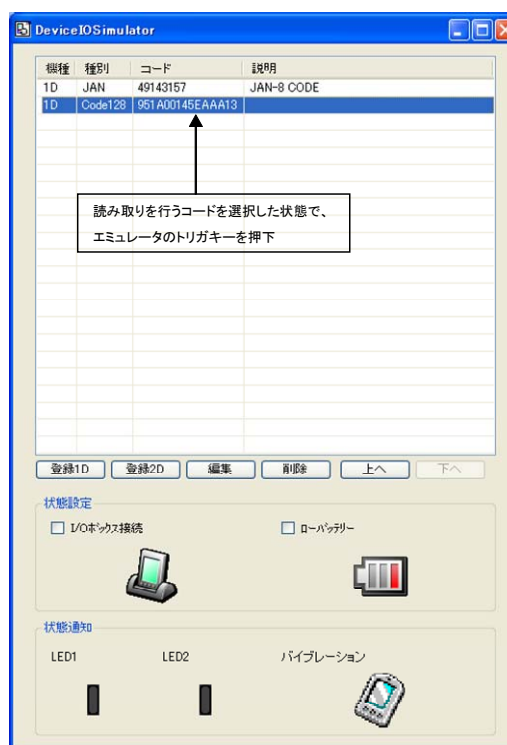 DeviceIOSimulator
機種 種別 コード 説明
1D JAN 49143157 JAN-8 CODE
1D Code128 951A00145EAAA13
読み取りを行うコードを選択した状態で、
エミュレータのトリガキーを押下
登録1D 登録2D 編集 削除 上へ 下へ
状態設定
I/Oボックス接続 ローバッテリー
状態通知
LED1 LED2 バイブレーション